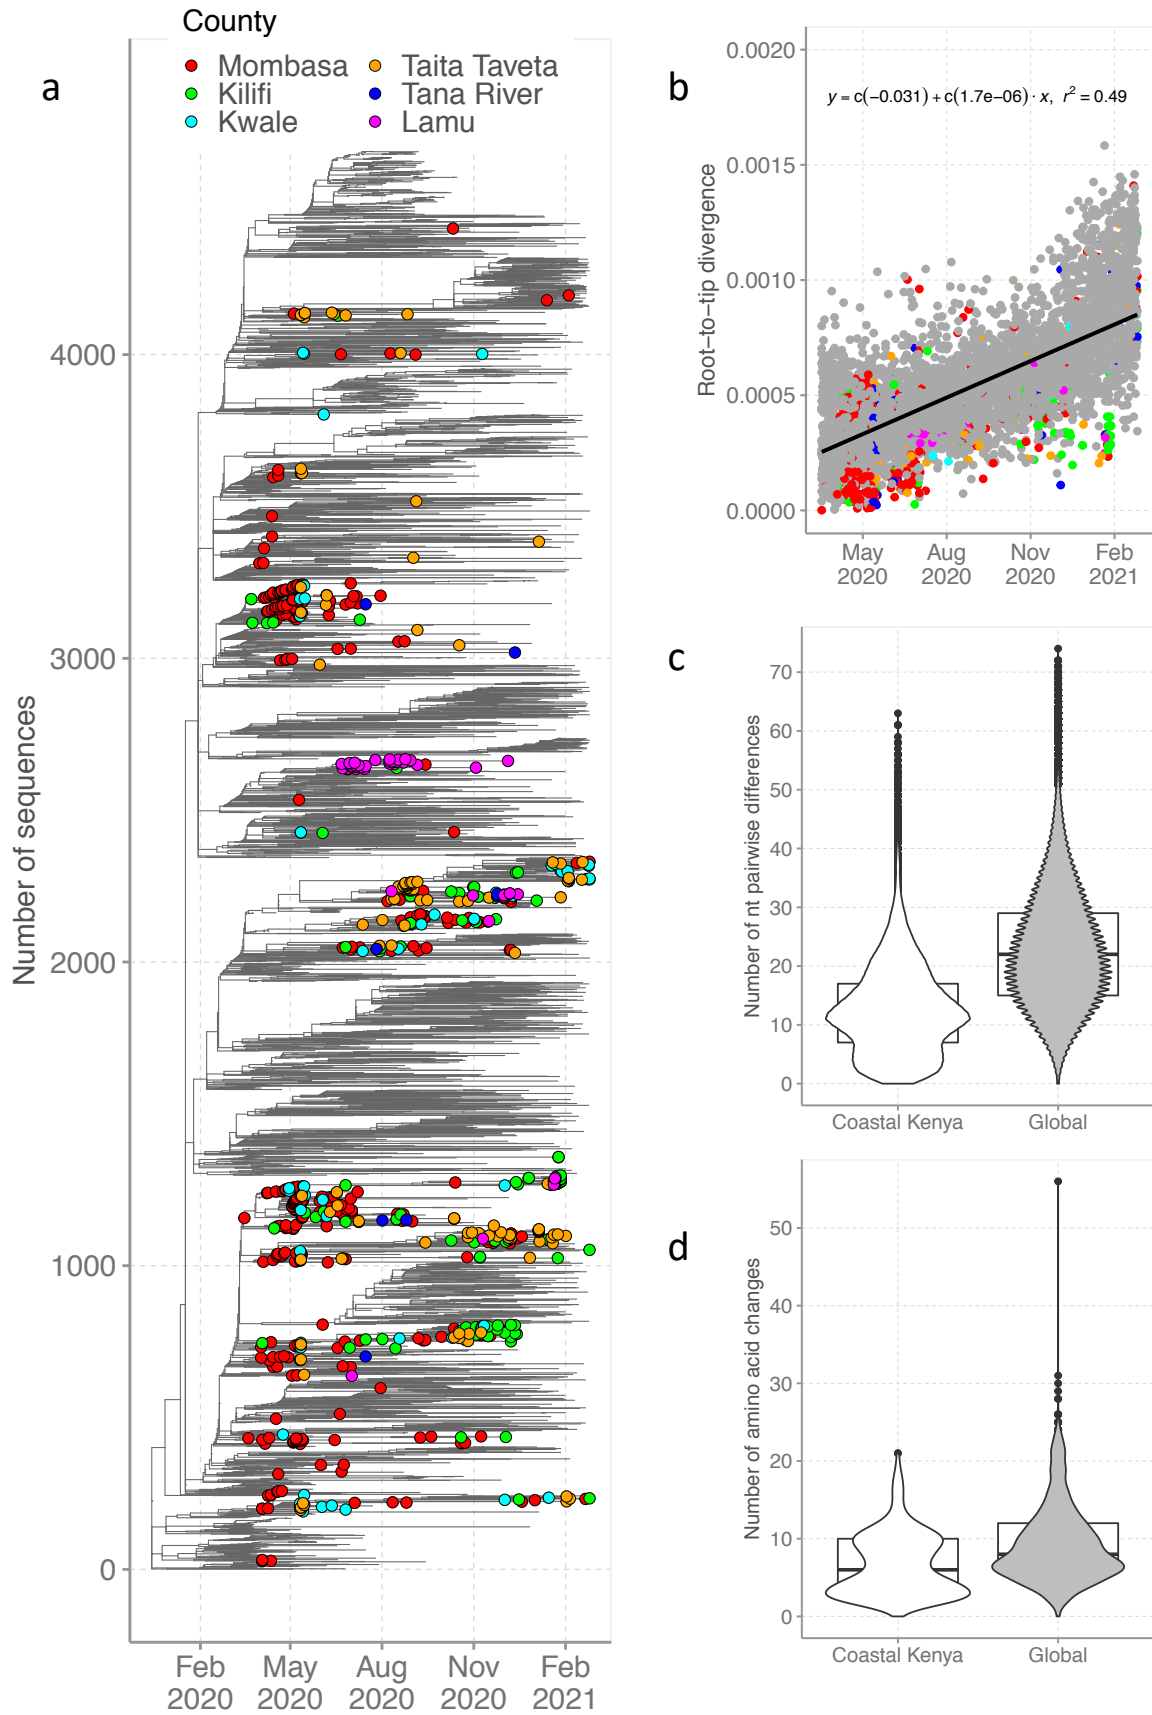 County
Mombasa
Taita Taveta
Kilifi
Tana River
Kwale
Lamu
a
Number of sequences
4000
3000
2000
1000
0
Feb 2020
May 2020
Aug 2020
Nov 2020
Feb 2021
b
y = c(−0.031) + c(1.7e−06) · x, r² = 0.49
Root-to-tip divergence
0.0020
0.0015
0.0010
0.0005
0.0000
May 2020
Aug 2020
Nov 2020
Feb 2021
c
Number of nt pairwise differences
70
60
50
40
30
20
10
0
Coastal Kenya
Global
d
Number of amino acid changes
50
40
30
20
10
0
Coastal Kenya
Global